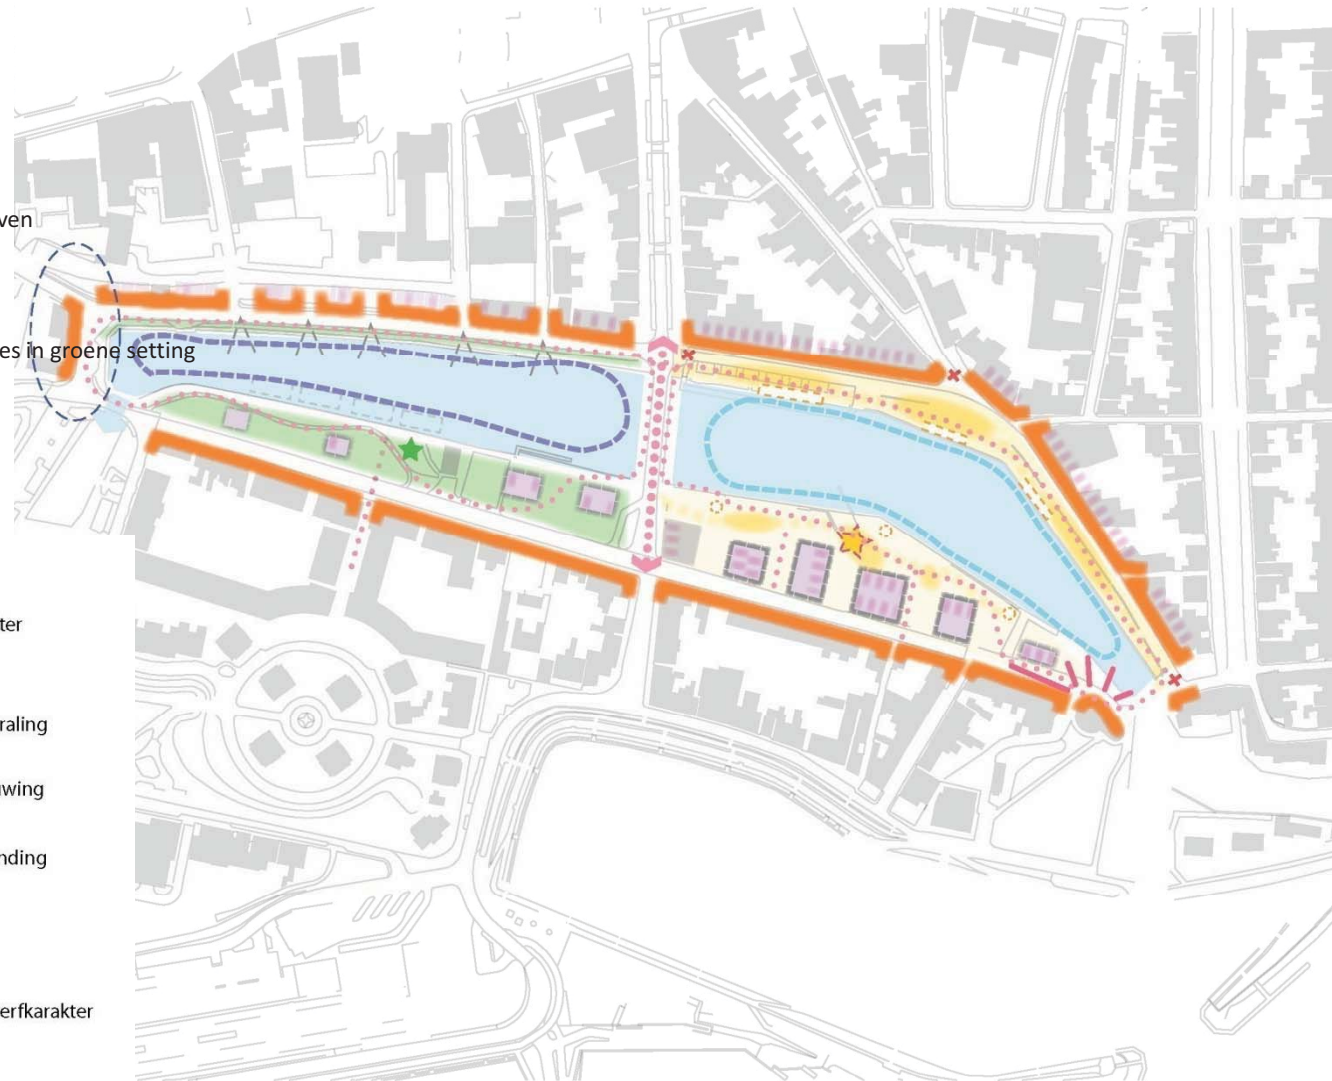 ven
es in groene setting
ter
raling
wing
nding
erfkarakter